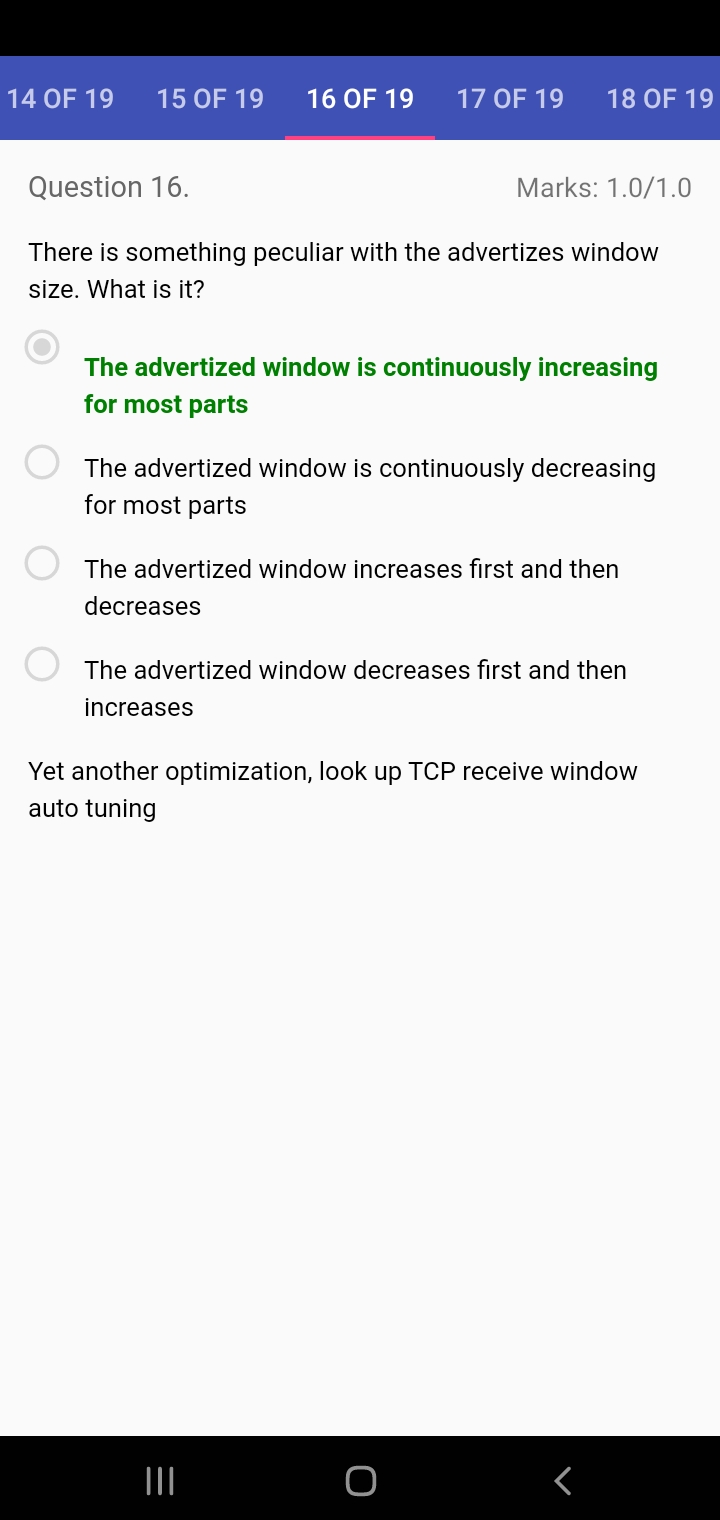 14 OF 19 15 OF 19 16 OF 19 17 OF 19 18 OF 19
Question 16. Marks: 1.0/1.0
There is something peculiar with the advertizes window
size. What is it?
The advertized window is continuously increasing
for most parts
The advertized window is continuously decreasing
for most parts
The advertized window increases first and then
decreases
The advertized window decreases first and then
increases
Yet another optimization, look up TCP receive window
auto tuning